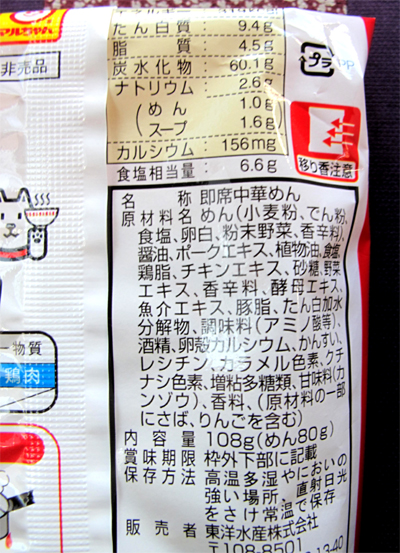 マルちゃん
非売品
たん白質 9.4g
脂質 4.5g
炭水化物 60.1g
ナトリウム 2.6g
(めん 1.0g
スープ 1.6g)
カルシウム 156mg
食塩相当量 6.6g
プラ
移り香注意
名称 即席中華めん
原材料名 めん(小麦粉、でん粉、
食塩、卵白、粉末野菜、香辛料)、
醤油、ポークエキス、植物油、食塩、
鶏脂、チキンエキス、砂糖、野菜
エキス、香辛料、酵母エキス、
魚介エキス、豚脂、たん白加水
分解物、調味料(アミノ酸等)、
酒精、卵殻カルシウム、かんすい、
レシチン、カラメル色素、クチ
ナシ色素、増粘多糖類、甘味料(カ
ンゾウ)、香料、(原材料の一部
にさば、りんごを含む)
内容量 108g(めん80g)
賞味期限 枠外下部に記載
保存方法 高温多湿やにおいの
強い場所、直射日光
をさけ常温で保存
販売者 東洋水産株式会社
〒108-8501
ー物質
鶏肉